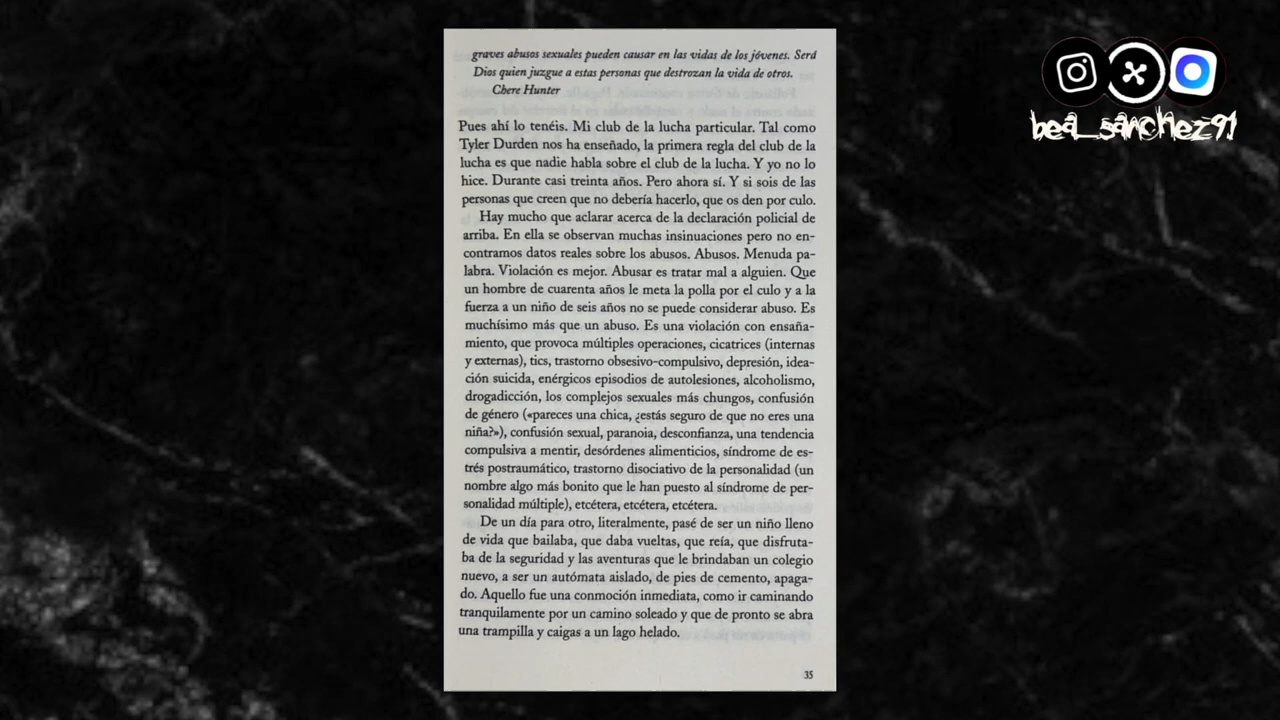 graves abusos sexuales pueden causar en las vidas de los jóvenes. Será
Dios quien juzgue a estas personas que destrozan la vida de otros.
Chere Hunter
Pues ahí lo tenéis. Mi club de la lucha particular. Tal como
Tyler Durden nos ha enseñado, la primera regla del club de la
lucha es que nadie habla sobre el club de la lucha. Y yo no lo
hice. Durante casi treinta años. Pero ahora sí. Y si sois de las
personas que creen que no debería hacerlo, que os den por culo.
Hay mucho que aclarar acerca de la declaración policial de
arriba. En ella se observan muchas insinuaciones pero no en-
contramos datos reales sobre los abusos. Abusos. Menuda pa-
labra. Violación es mejor. Abusar es tratar mal a alguien. Que
un hombre de cuarenta años le meta la polla por el culo y a la
fuerza a un niño de seis años no se puede considerar abuso. Es
muchísimo más que un abuso. Es una violación con ensaña-
miento, que provoca múltiples operaciones, cicatrices (internas
y externas), tics, trastorno obsesivo-compulsivo, depresión, idea-
ción suicida, enérgicos episodios de autolesiones, alcoholismo,
drogadicción, los complejos sexuales más chungos, confusión
de género («pareces una chica, ¿estás seguro de que no eres una
niña?»), confusión sexual, paranoia, desconfianza, una tendencia
compulsiva a mentir, desórdenes alimenticios, síndrome de es-
trés postraumático, trastorno disociativo de la personalidad (un
nombre algo más bonito que le han puesto al síndrome de per-
sonalidad múltiple), etcétera, etcétera, etcétera.
De un día para otro, literalmente, pasé de ser un niño lleno
de vida que bailaba, que daba vueltas, que reía, que disfruta-
ba de la seguridad y las aventuras que le brindaban un colegio
nuevo, a ser un autómata aislado, de pies de cemento, apaga-
do. Aquello fue una conmoción inmediata, como ir caminando
tranquilamente por un camino soleado y que de pronto se abra
una trampilla y caigas a un lago helado.
35
bea_sanchez91